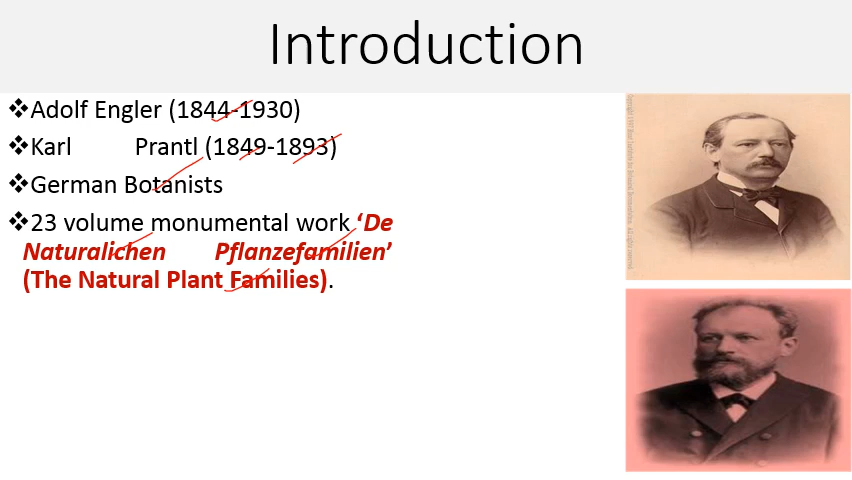 Introduction
❖Adolf Engler (1844-1930)
❖Karl Prantl (1849-1893)
❖German Botanists
❖23 volume monumental work ‘De
Naturalichen Pflanzefamilien’
(The Natural Plant Families).